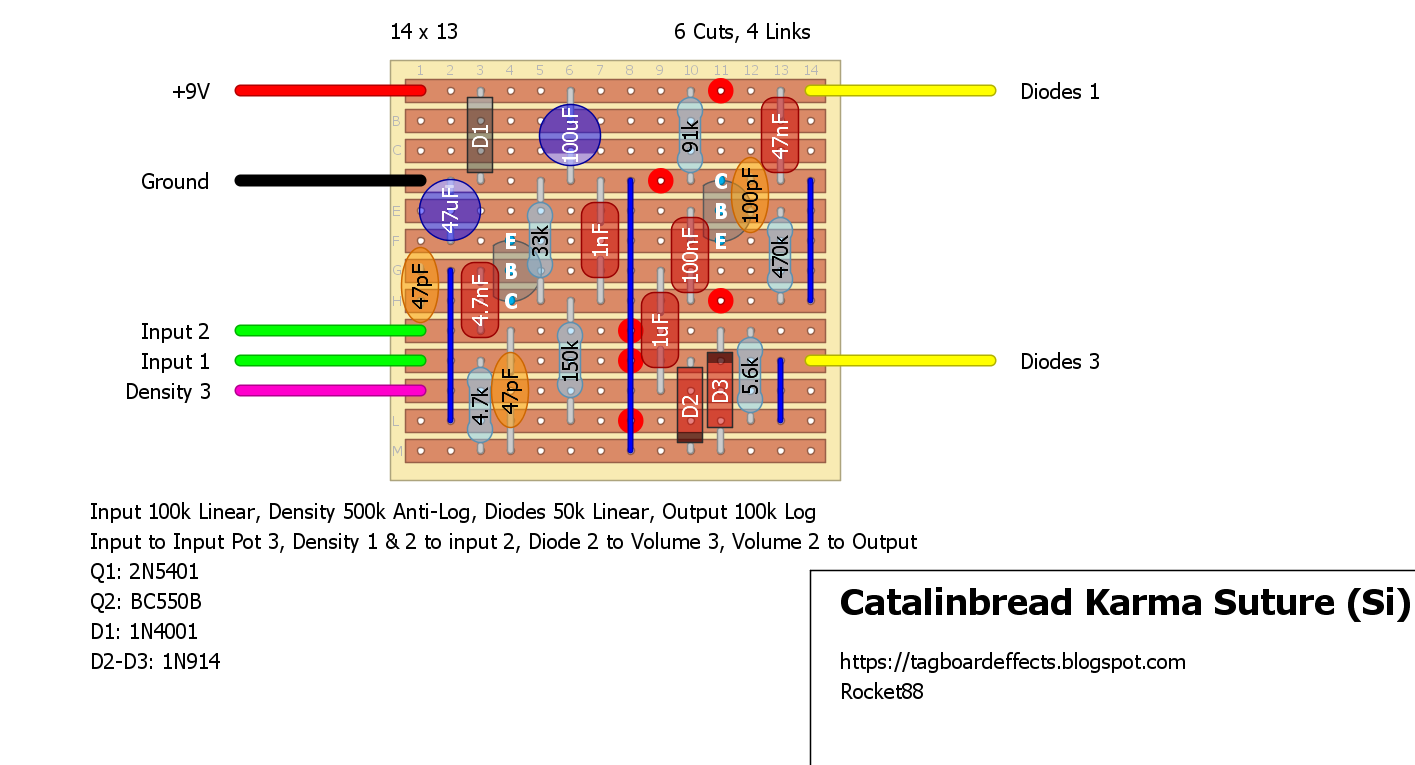 14 x 13 6 Cuts, 4 Links
1 2 3 4 5 6 7 8 9 10 11 12 13 14
+9V Diodes 1
B
C
D1 100uF 91k 47nF
Ground C
E 47uF B 100pF
F E 33k 1nF 100nF E 470k
G 47pF B
H 4.7nF C
Input 2 1uF
Input 1 150k Diodes 3
Density 3 4.7k 47pF D2 D3 5.6k
L
M
Input 100k Linear, Density 500k Anti-Log, Diodes 50k Linear, Output 100k Log
Input to Input Pot 3, Density 1 & 2 to input 2, Diode 2 to Volume 3, Volume 2 to Output
Q1: 2N5401
Q2: BC550B
D1: 1N4001
D2-D3: 1N914
Catalinbread Karma Suture (Si)
https://tagboardeffects.blogspot.com
Rocket88